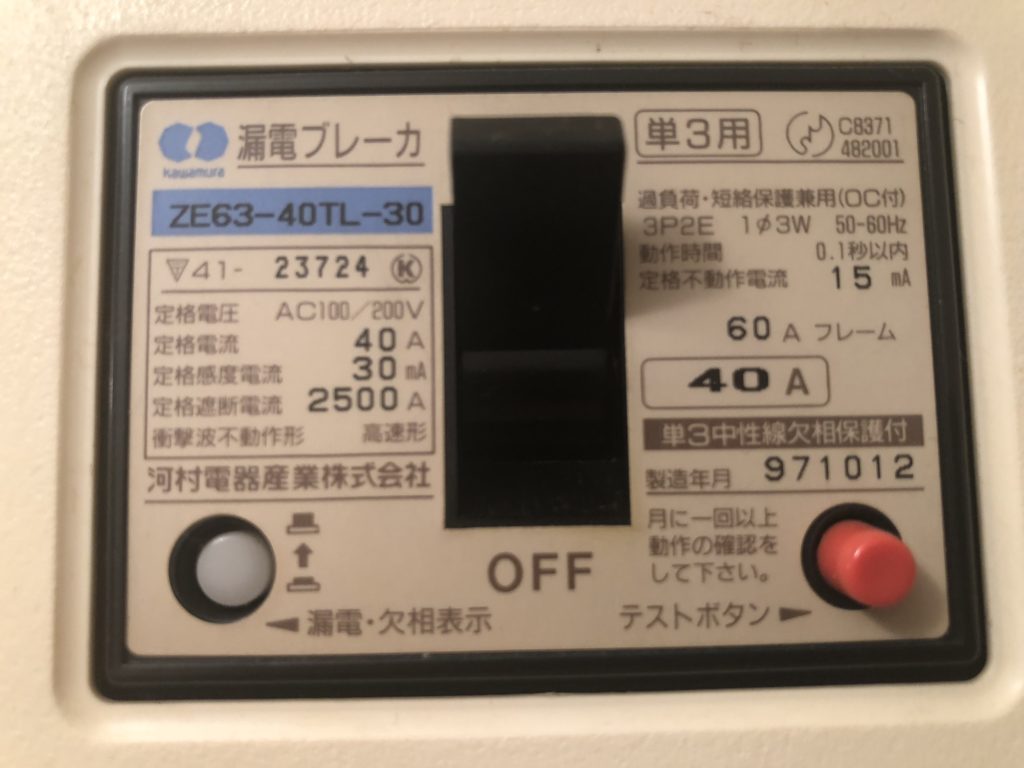 漏電ブレーカ
Kawamura
ZE63-40TL-30
41- 23724 K
定格電圧 AC100/200V
定格電流 40 A
定格感度電流 30 mA
定格遮断電流 2500 A
衝撃波不動作形 高速形
河村電器産業株式会社
漏電・欠相表示
OFF
単3用
C8371
482001
過負荷・短絡保護兼用(OC付)
3P2E 1φ3W 50-60Hz
動作時間 0.1秒以内
定格不動作電流 15 mA
60 A フレーム
40 A
単3中性線欠相保護付
製造年月 971012
月に一回以上
動作の確認を
して下さい。
テストボタン